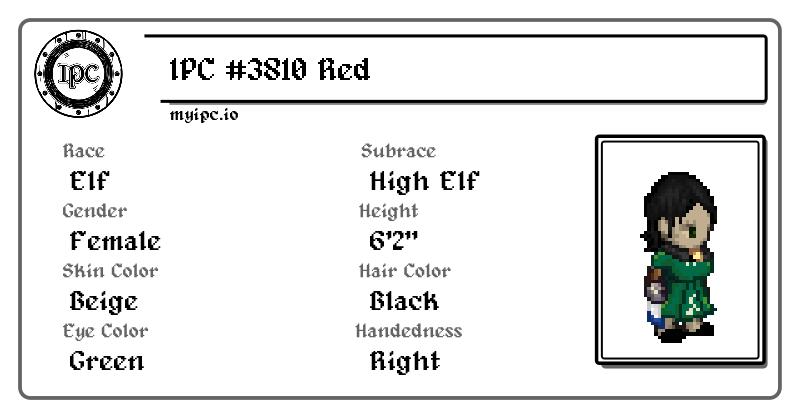 IPC
IPC #3810 Red
myipc.io
Race
Elf
Subrace
High Elf
Gender
Female
Height
6'2"
Skin Color
Beige
Hair Color
Black
Eye Color
Green
Handedness
Right